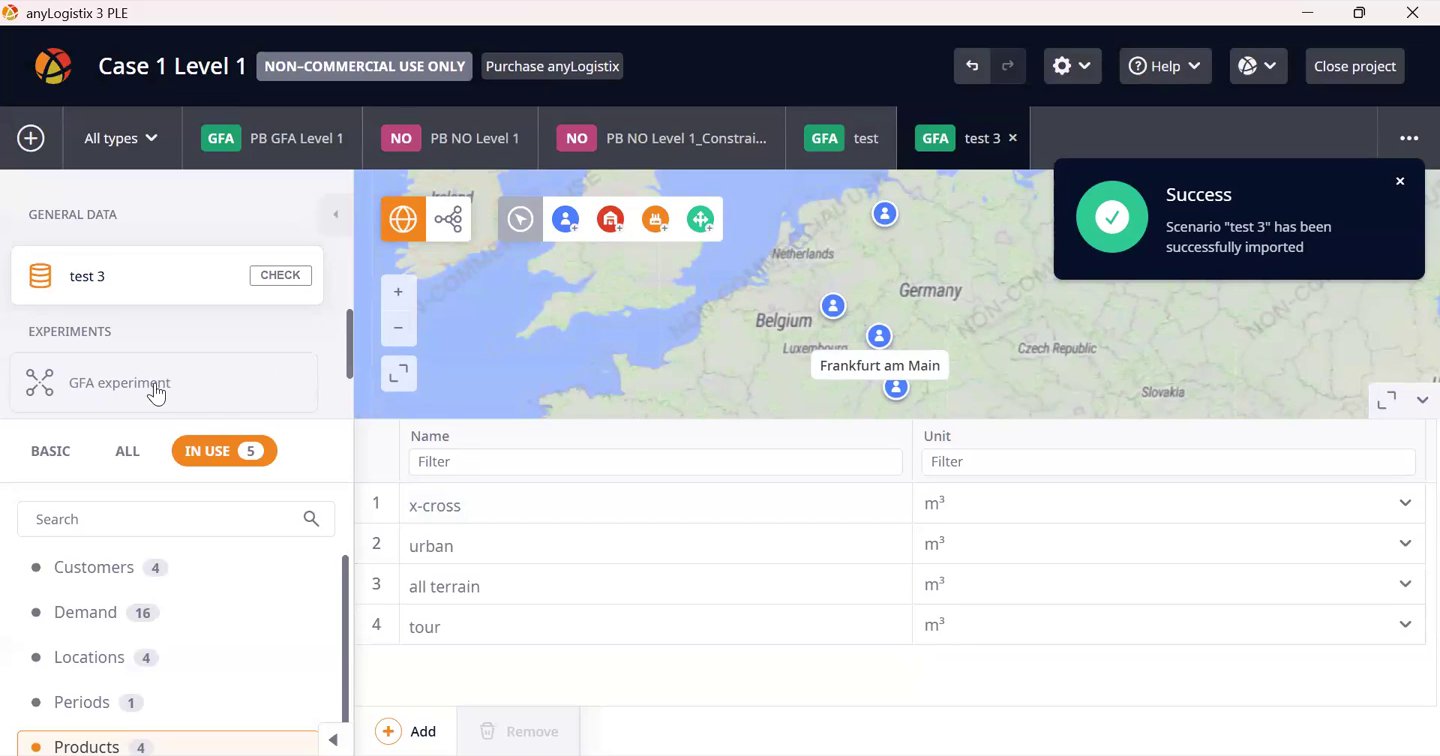 anyLogistix 3 PLE
Case 1 Level 1 NON-COMMERCIAL USE ONLY Purchase anyLogistix
Help Close project
All types GFA PB GFA Level 1 NO PB NO Level 1 NO PB NO Level 1_Constrai... GFA test GFA test 3
GENERAL DATA
test 3 CHECK
EXPERIMENTS
GFA experiment
BASIC ALL IN USE 5
Search
Customers 4
Demand 16
Locations 4
Periods 1
Products 4
Ireland
Netherlands
Germany
Belgium
Luxembourg
Czech Republic
Frankfurt am Main
Slovakia
Success
Scenario "test 3" has been
successfully imported
Name Unit
Filter Filter
1 x-cross m³
2 urban m³
3 all terrain m³
4 tour m³
Add Remove